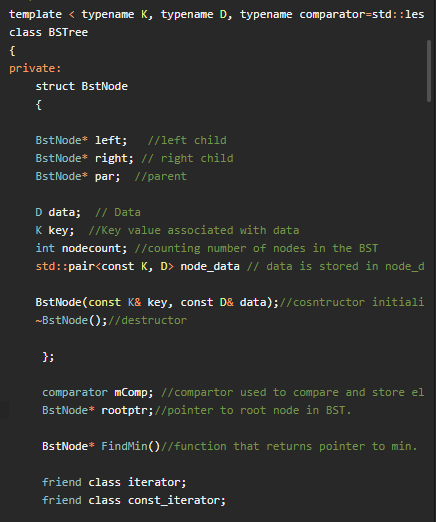 template < typename K, typename D, typename comparator=std::les
class BSTree
{
private:
struct BstNode
{
BstNode* left; //left child
BstNode* right; // right child
BstNode* par; //parent
D data; // Data
K key; //Key value associated with data
int nodecount; //counting number of nodes in the BST
std::pair<const K, D> node_data // data is stored in node_d
BstNode(const K& key, const D& data);//cosntructor initiali
~BstNode();//destructor
};
comparator mComp; //compartor used to compare and store el
BstNode* rootptr;//pointer to root node in BST.
BstNode* FindMin()//function that returns pointer to min.
friend class iterator;
friend class const_iterator;